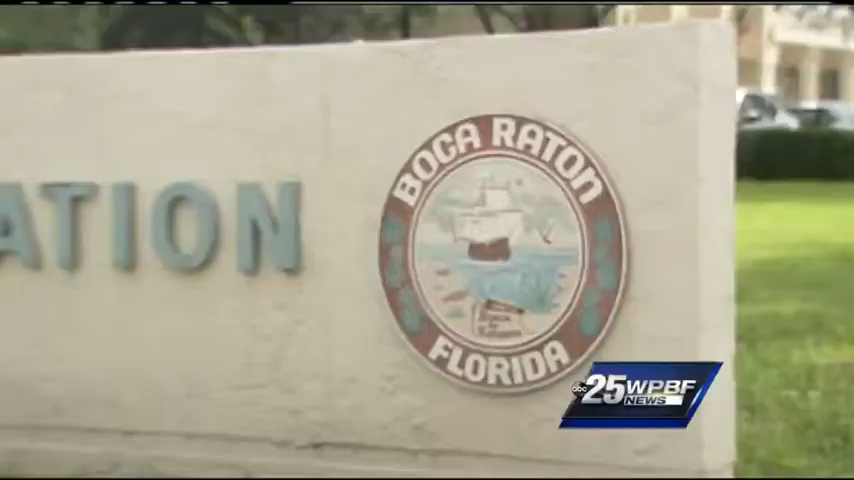 ATION
BOCA RATON
FLORIDA
abc 25 WPBF
NEWS